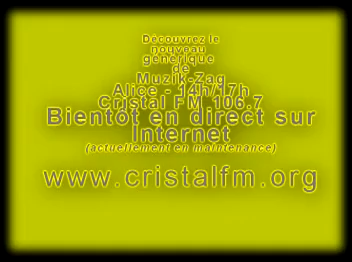 Découvrez le
nouveau
générique
de
Muzik-Zag
Alice - 14h/17h
Cristal FM 106.7
Bientôt en direct sur
Internet
(actuellement en maintenance)
www.cristalfm.org